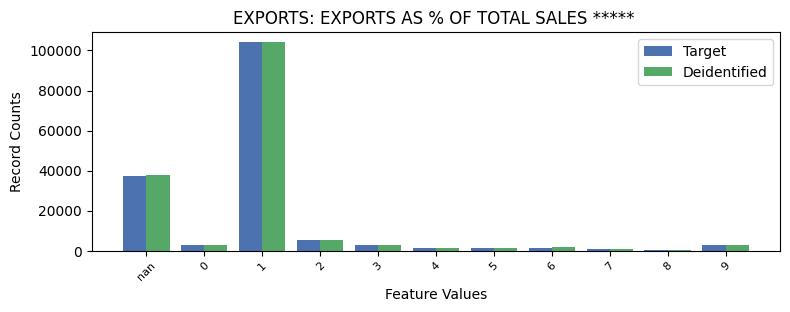 EXPORTS: EXPORTS AS % OF TOTAL SALES *****
Target
Deidentified
Record Counts
100000
80000
60000
40000
20000
0
nan 0 1 2 3 4 5 6 7 8 9
Feature Values